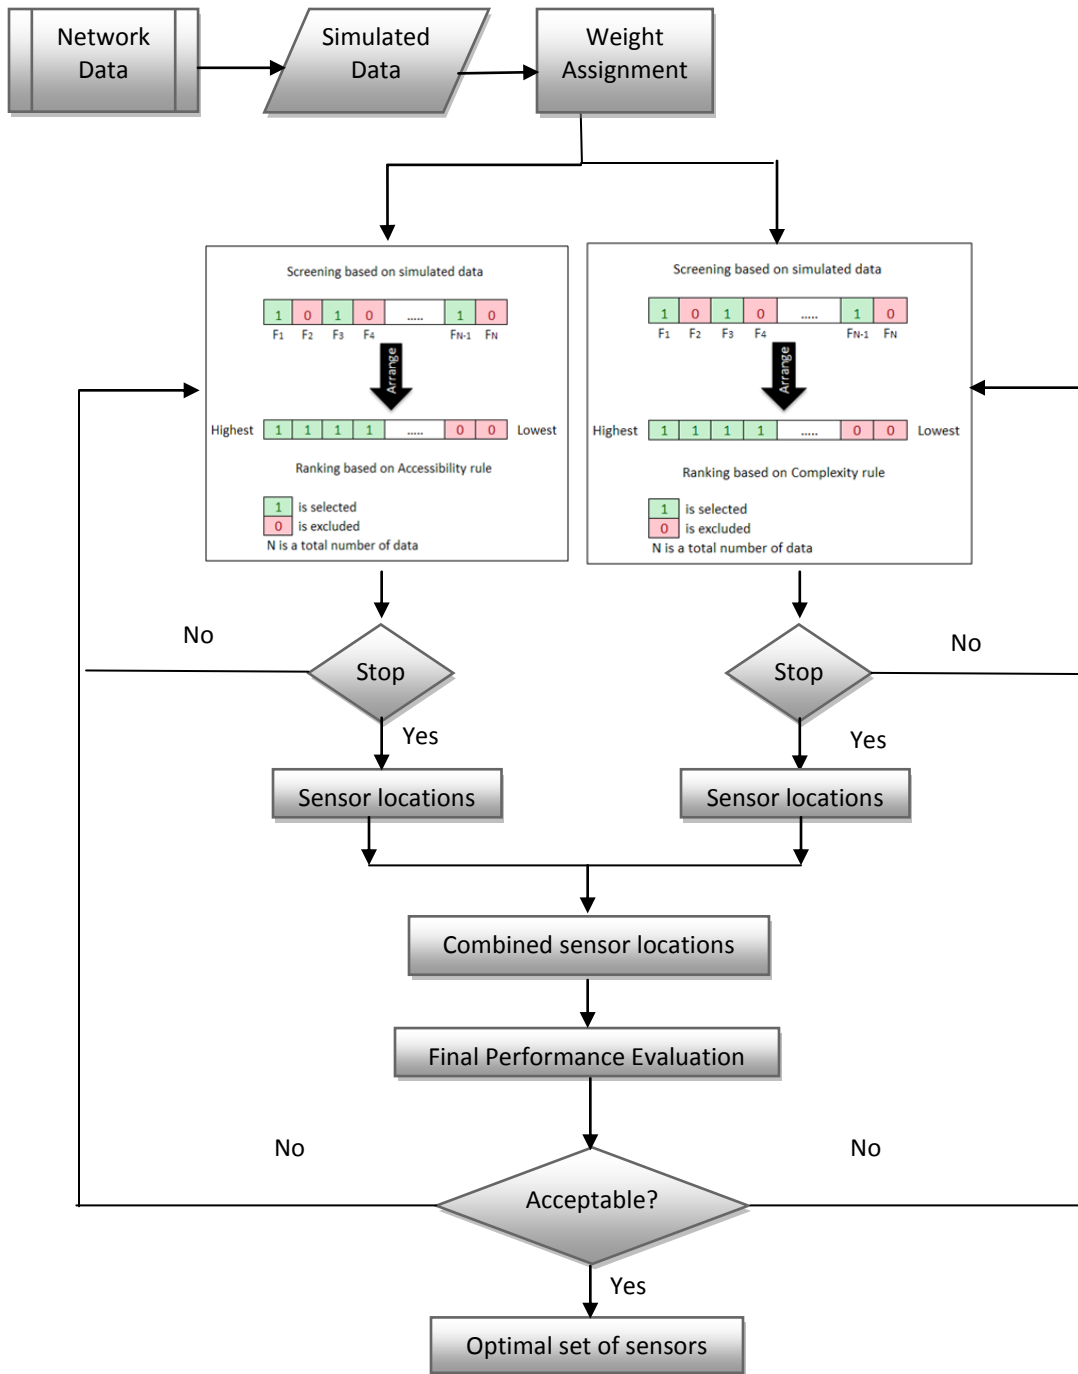 Network
Data
Simulated
Data
Weight
Assignment
Screening based on simulated data
1 0 1 0 ..... 1 0
F1 F2 F3 F4 FN-1 FN
Arrange
Highest 1 1 1 1 ..... 0 0 Lowest
Ranking based on Accessibility rule
1 is selected
0 is excluded
N is a total number of data
Screening based on simulated data
1 0 1 0 ..... 1 0
F1 F2 F3 F4 FN-1 FN
Arrange
Highest 1 1 1 1 ..... 0 0 Lowest
Ranking based on Complexity rule
1 is selected
0 is excluded
N is a total number of data
No
Stop
Yes
Sensor locations
Stop
No
Yes
Sensor locations
Combined sensor locations
Final Performance Evaluation
No
Acceptable?
No
Yes
Optimal set of sensors